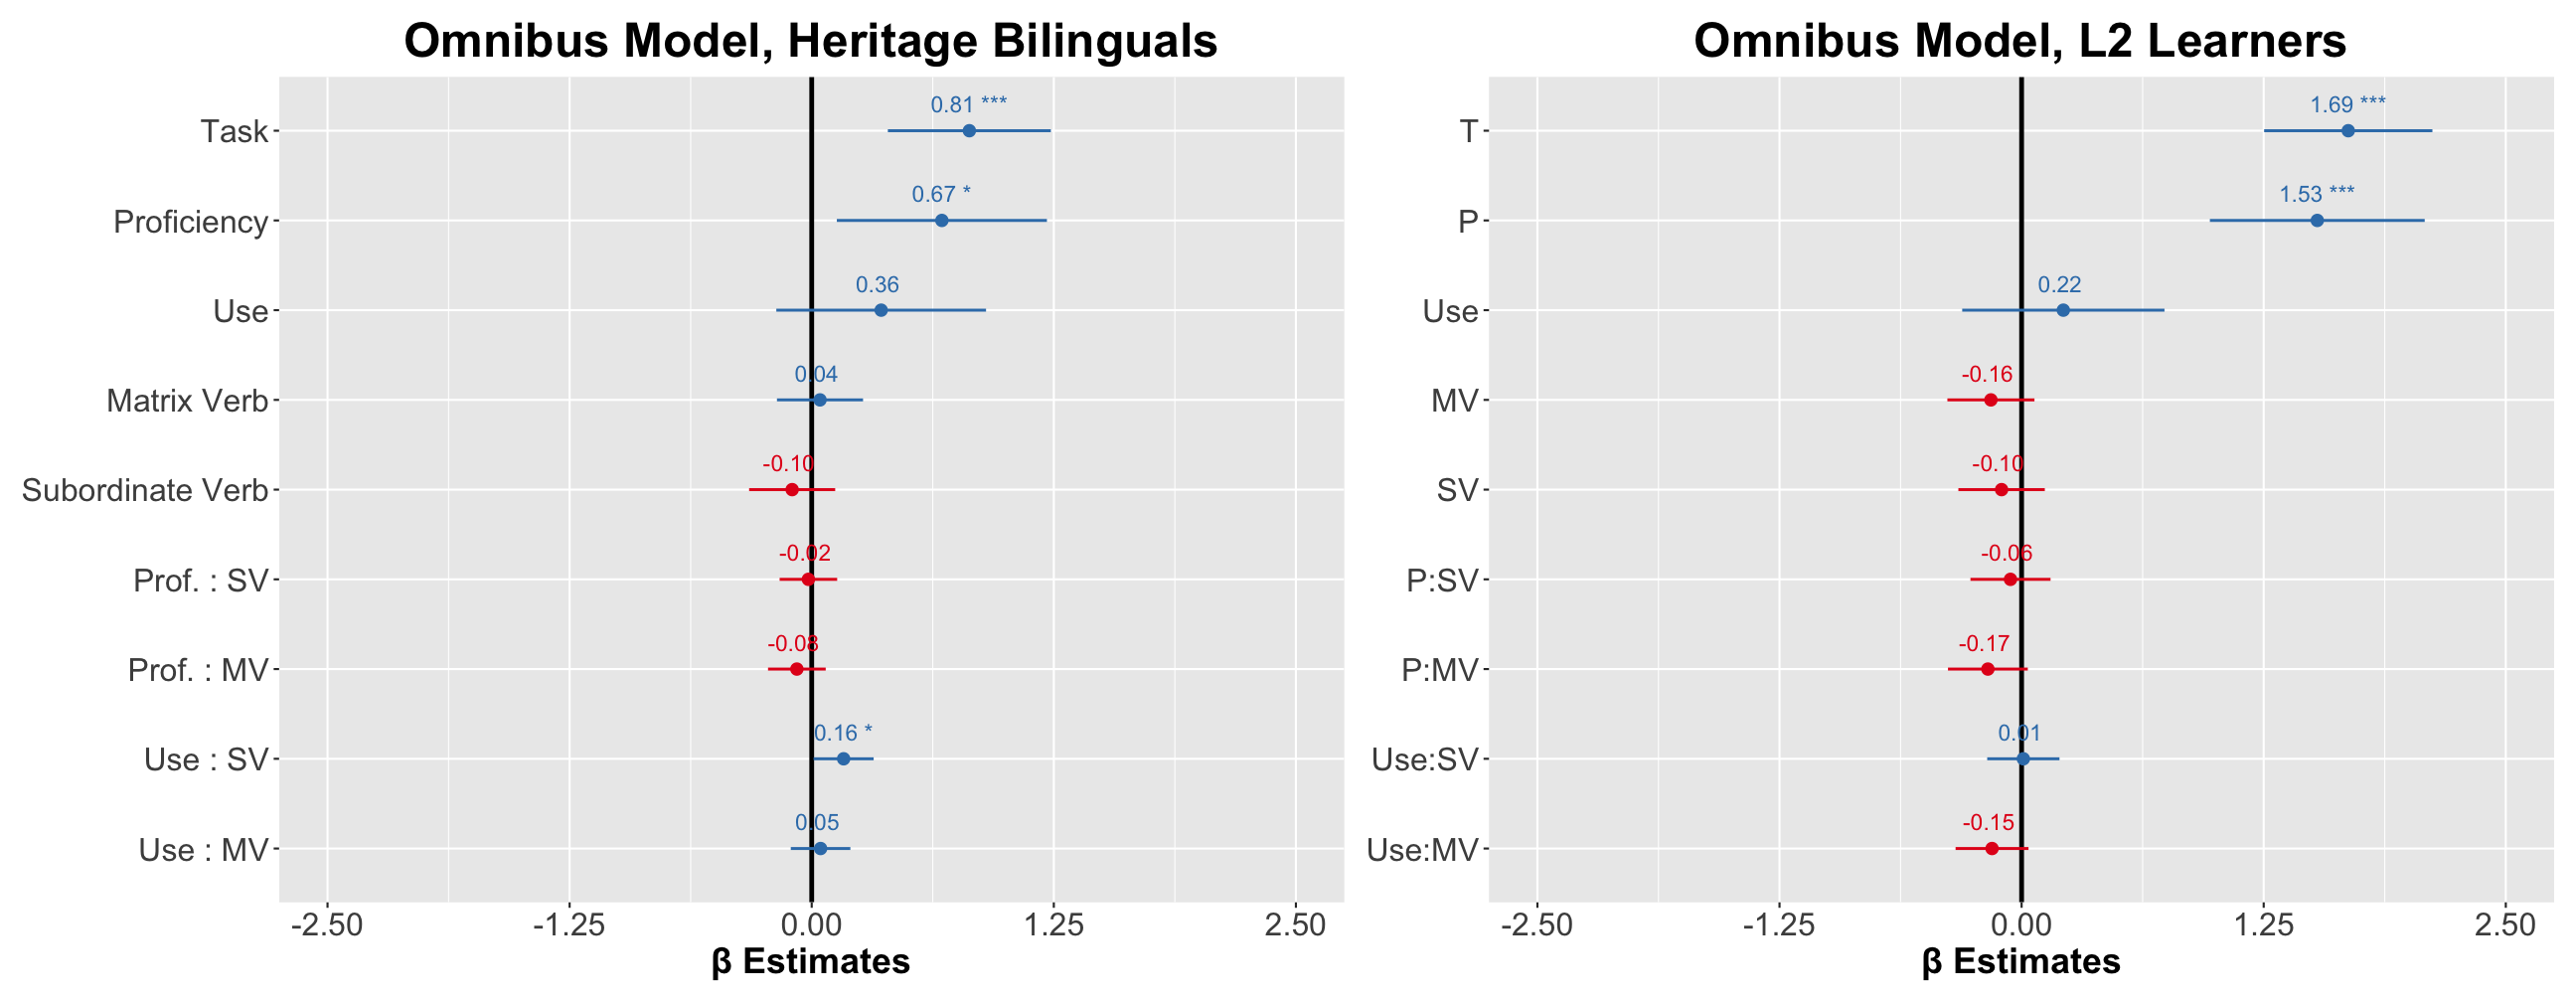 Omnibus Model, Heritage Bilinguals
Task
0.81 ***
Proficiency
0.67 *
Use
0.36
Matrix Verb
0.04
Subordinate Verb
-0.10
Prof. : SV
-0.02
Prof. : MV
-0.08
Use : SV
0.16 *
Use : MV
0.05
-2.50 -1.25 0.00 1.25 2.50
β Estimates
Omnibus Model, L2 Learners
T
1.69 ***
P
1.53 ***
Use
0.22
MV
-0.16
SV
-0.10
P:SV
-0.06
P:MV
-0.17
Use:SV
0.01
Use:MV
-0.15
-2.50 -1.25 0.00 1.25 2.50
β Estimates